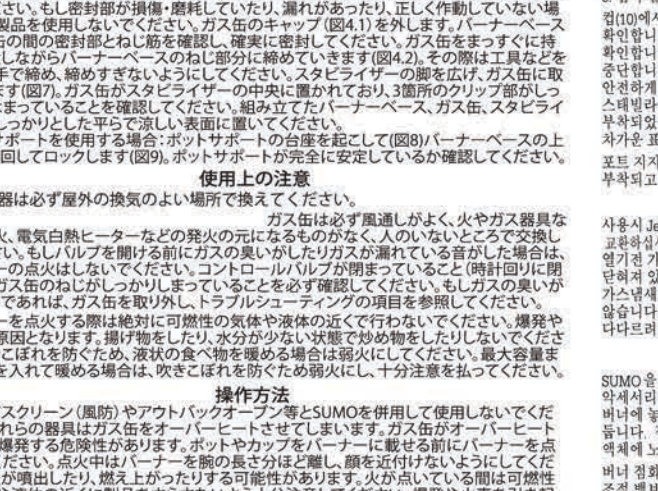 さい。もし密封部が損傷・磨耗していたり、漏れがあったり、正しく作動していない場
製品を使用しないでください。ガス缶のキャップ(図4.1)を外します。バーナーベース
缶の間の密封部とねじ筋を確認し、確実に密封してください。ガス缶をまっすぐに持
しながらバーナーベースのねじ部分に締めていきます(図4.2)。その際は工具などを
手で締め、締めすぎないようにしてください。スタビライザーの脚を広げ、ガス缶に取
ます(図7)。ガス缶がスタビライザーの中央に置かれており、3箇所のクリップ部がしっ
まっていることを確認してください。組み立てたバーナーベース、ガス缶、スタビライ
しっかりとした平らで涼しい表面に置いてください。
サポートを使用する場合:ポットサポートの台座を起こして(図8)バーナーベースの上
回してロックします(図9)。ポットサポートが完全に安定しているか確認してください。
使用上の注意
器は必ず屋外の換気のよい場所で換えてください。
ガス缶は必ず風通しがよく、火やガス器具な
火、電気白熱ヒーターなどの発火の元になるものがなく、人のいないところで交換し
い。もしバルブを開ける前にガスの臭いがしたりガスが漏れている音がした場合は、
ーの点火はしないでください。コントロールバルブが閉まっていること(時計回りに閉
ガス缶のねじがしっかりしまっていることを必ず確認してください。もしガスの臭いが
であれば、ガス缶を取り外し、トラブルシューティングの項目を参照してください。
ーを点火する際は絶対に可燃性の気体や液体の近くで行わないでください。爆発や
原因となります。揚げ物をしたり、水分が少ない状態で炒め物をしたりしないでくださ
こぼれを防ぐため、液状の食べ物を暖める場合は弱火にしてください。最大容量ま
を入れて暖める場合は、吹きこぼれを防ぐため弱火にし、十分注意を払ってください。
操作方法
スクリーン(風防)やアウトバックオーブン等とSUMOを併用して使用しないでくだ
れらの器具はガス缶をオーバーヒートさせてしまいます。ガス缶がオーバーヒート
爆発する危険性があります。ポットやカップをバーナーに載せる前にバーナーを点
ださい。点火中はバーナーを腕の長さ分ほど離し、顔を近付けないようにしてくだ
が噴出したり、燃え上がったりする可能性があります。火が点いている間は可燃性
컵(10)에서
확인합니
확인합니
중단합니
안전하게
스태빌라
부착되었
차가운 표
포트 지지
부착되고
사용시 Je
교환하십시
열기전 가
닫혀져 있
가스냄새
않습니다
다다르려
SUMO을
악세서리
버너에 놓
둡니다.
액체에 노
버너 점화